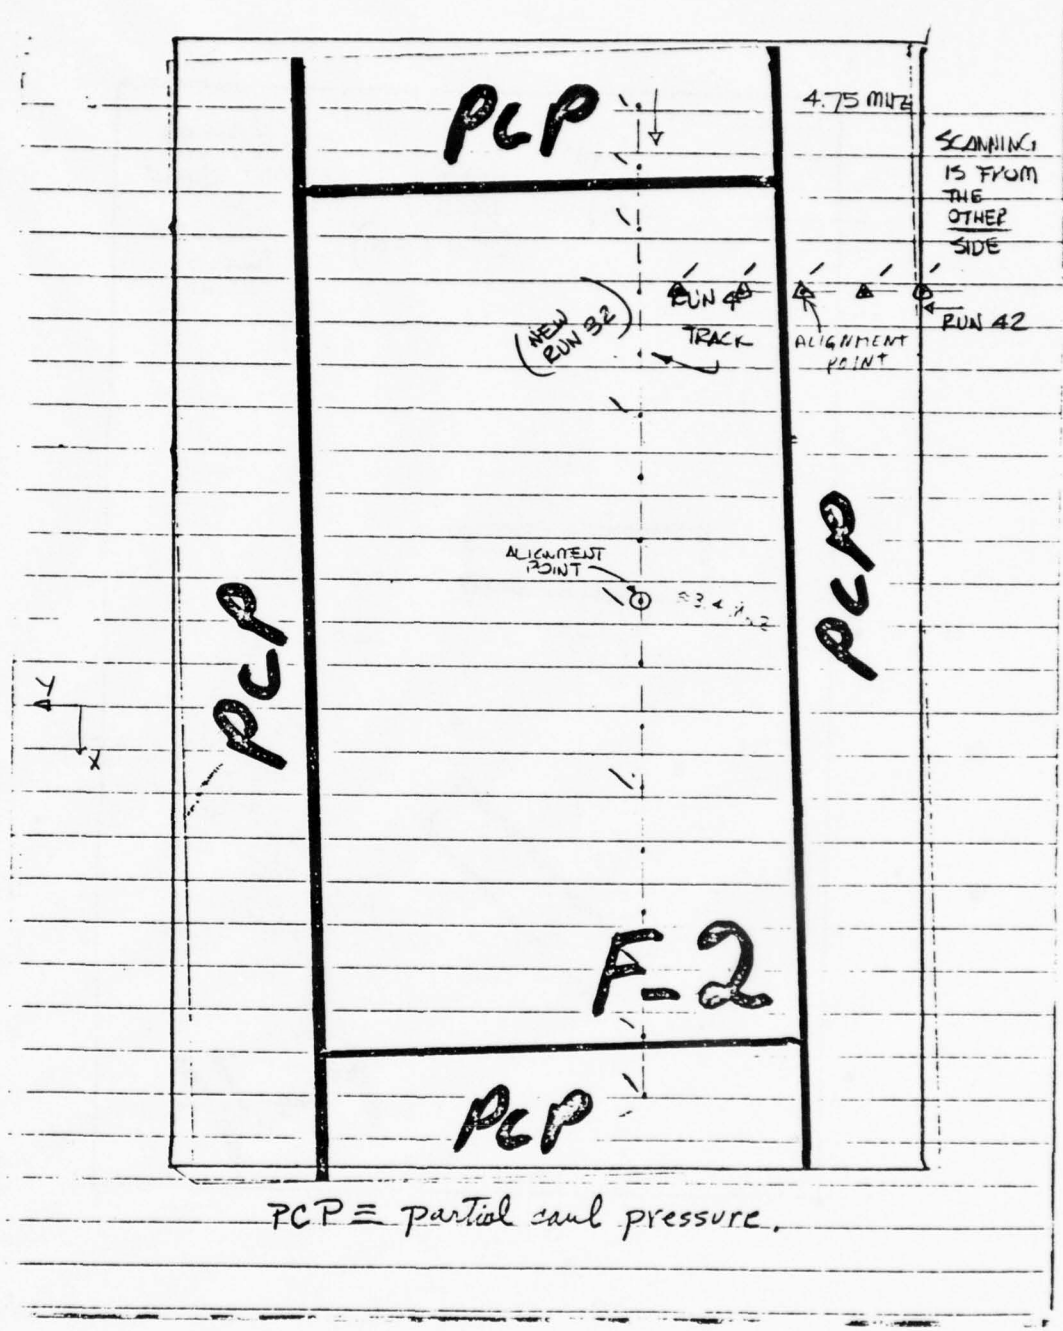 PCP
4.75 MHZ
SCANNING
IS FROM
THE
OTHER
SIDE
RUN 4
TRACK
(NEW
RUN 32)
ALIGNMENT
POINT
RUN 42
ALIGNMENT
POINT
PCP
PCP
Y
X
F-2
PCP
PCP ≡ partial caul pressure.